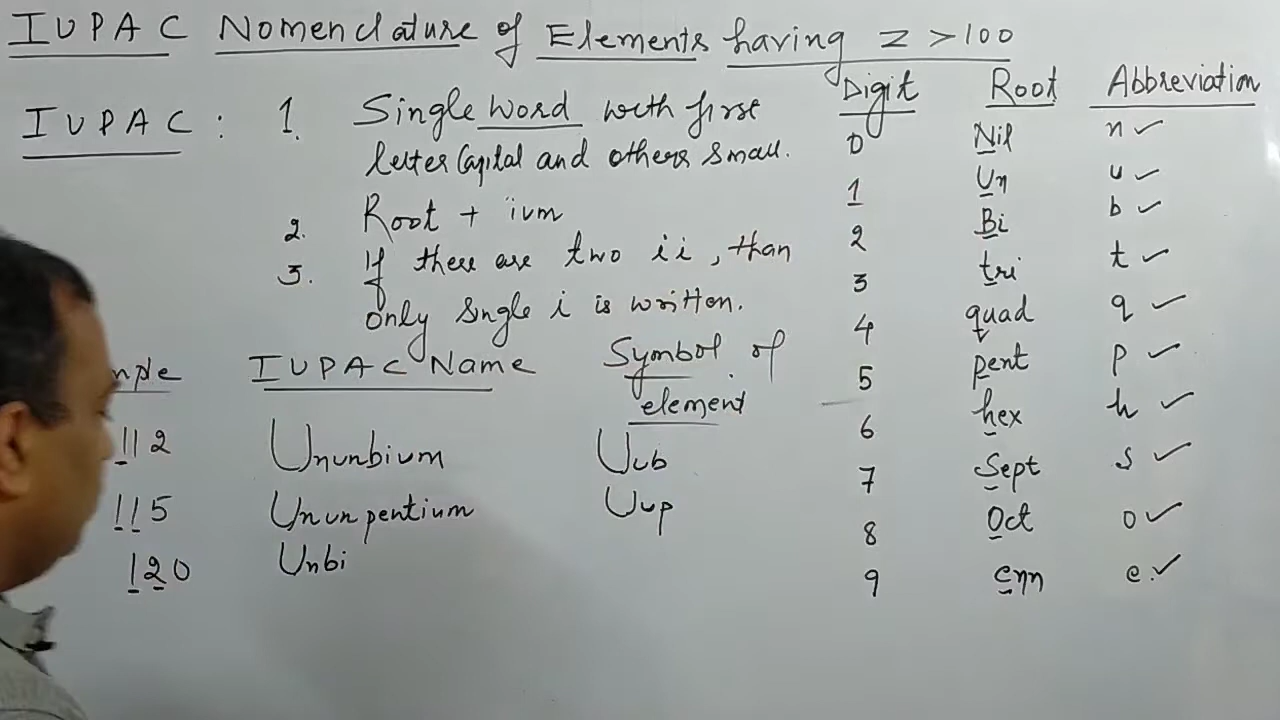 IUPAC Nomenclature of Elements having Z > 100
IUPAC : 1. Single word with first
letter Capital and others small.
2. Root + ium
3. If there are two ii, than
only single i is written.
Digit Root Abbreviation
0 Nil n ✓
1 Un u ✓
2 Bi b ✓
3 tri t ✓
4 quad q ✓
5 pent p ✓
6 hex h ✓
7 Sept s ✓
8 Oct o ✓
9 enn e. ✓
mple IUPAC Name Symbol of
element
112 Ununbium Uub
115 Ununpentium Uup
120 Unbi